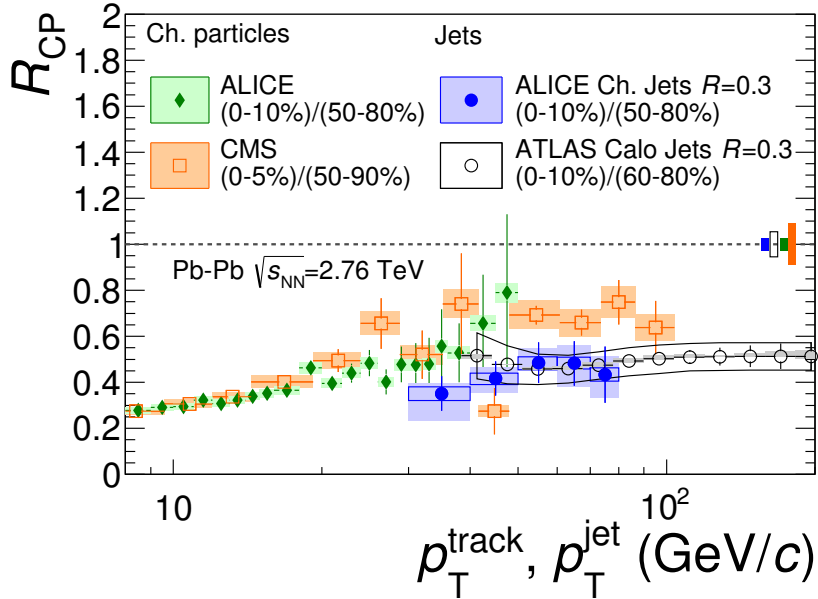 R_CP
2
1.8
1.6
1.4
1.2
1
0.8
0.6
0.4
0.2
0
Ch. particles
ALICE
(0-10%)/(50-80%)
CMS
(0-5%)/(50-90%)
Jets
ALICE Ch. Jets R=0.3
(0-10%)/(50-80%)
ATLAS Calo Jets R=0.3
(0-10%)/(60-80%)
Pb-Pb √s_NN=2.76 TeV
10
10²
p_T^track, p_T^jet (GeV/c)